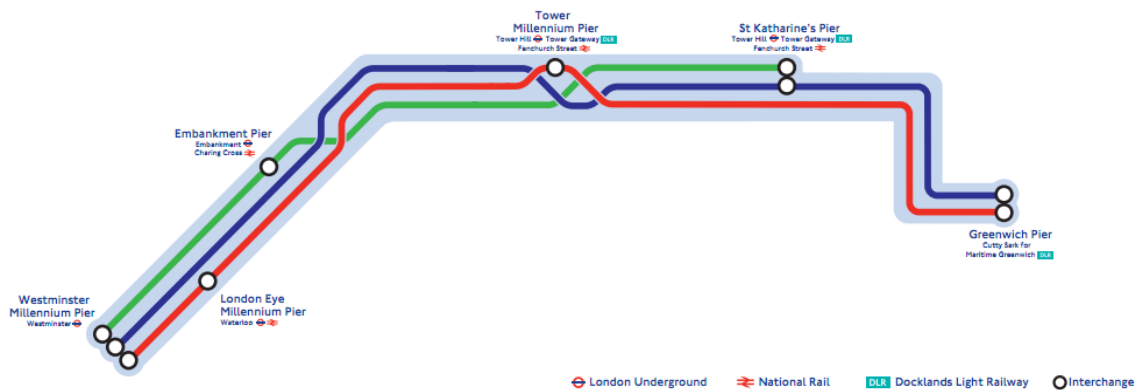 Tower
Millennium Pier
Tower Hill Tower Gateway DLR
Fenchurch Street
St Katharine's Pier
Tower Hill Tower Gateway DLR
Fenchurch Street
Embankment Pier
Embankment
Charing Cross
Greenwich Pier
Cutty Sark for
Maritime Greenwich DLR
Westminster
Millennium Pier
Westminster
London Eye
Millennium Pier
Waterloo
London Underground
National Rail
DLR Docklands Light Railway
Interchange